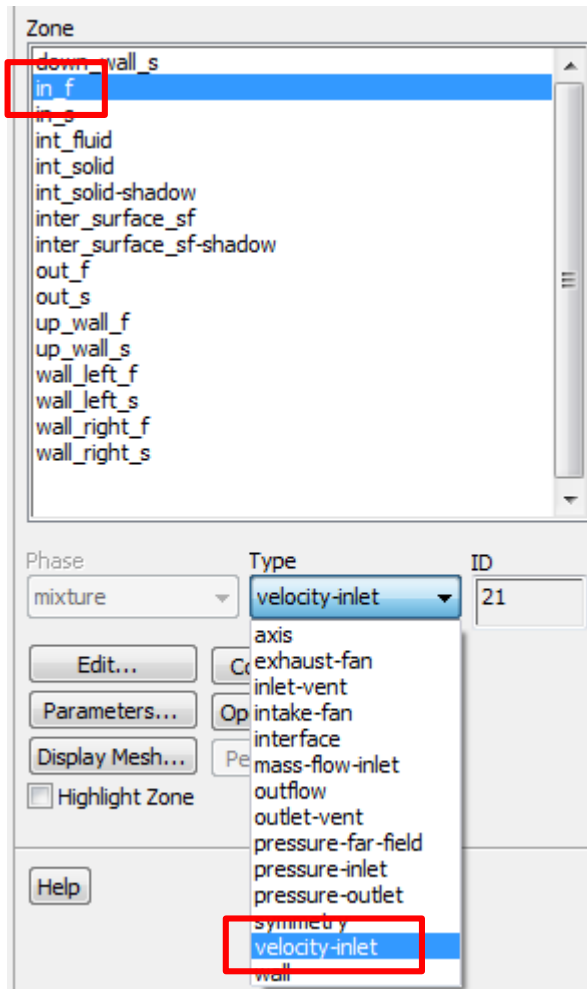 Zone
down_wall_s
in_f
in_s
int_fluid
int_solid
int_solid-shadow
inter_surface_sf
inter_surface_sf-shadow
out_f
out_s
up_wall_f
up_wall_s
wall_left_f
wall_left_s
wall_right_f
wall_right_s
Phase Type ID
mixture velocity-inlet 21
axis
Edit... exhaust-fan
inlet-vent
Parameters... Op intake-fan
interface
Display Mesh... Pe mass-flow-inlet
Highlight Zone outflow
outlet-vent
pressure-far-field
pressure-inlet
Help pressure-outlet
symmetry
velocity-inlet
wall